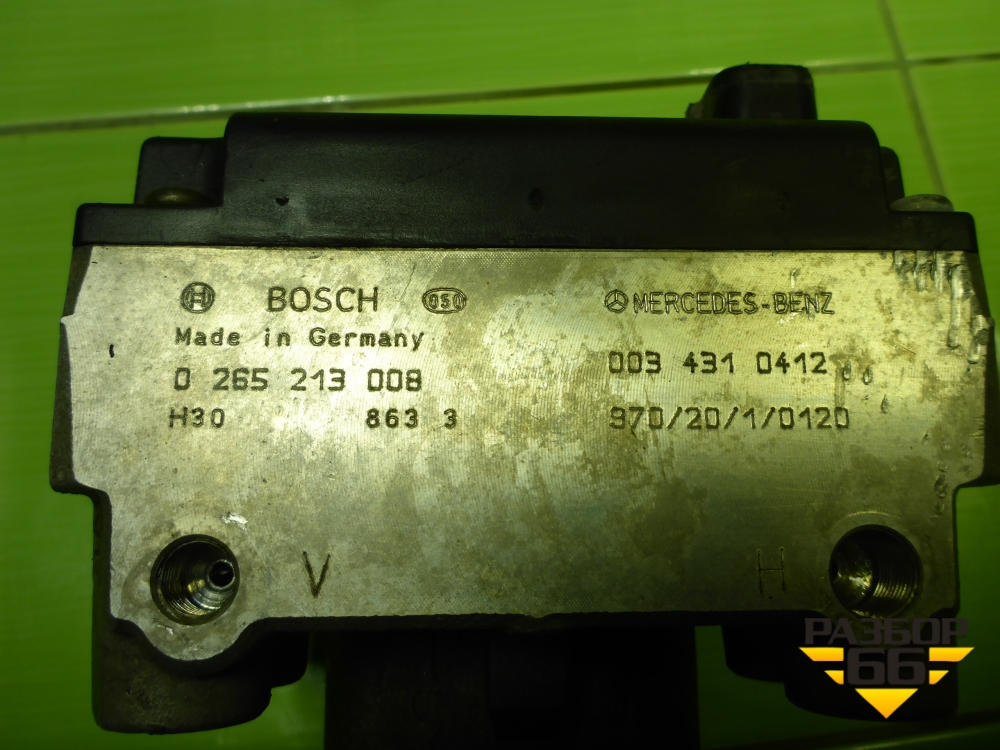 BOSCH 050
Made in Germany
0 265 213 008
H30 863 3
MERCEDES-BENZ
003 431 0412
970/20/1/0120
V
H
РАЗБОР
66